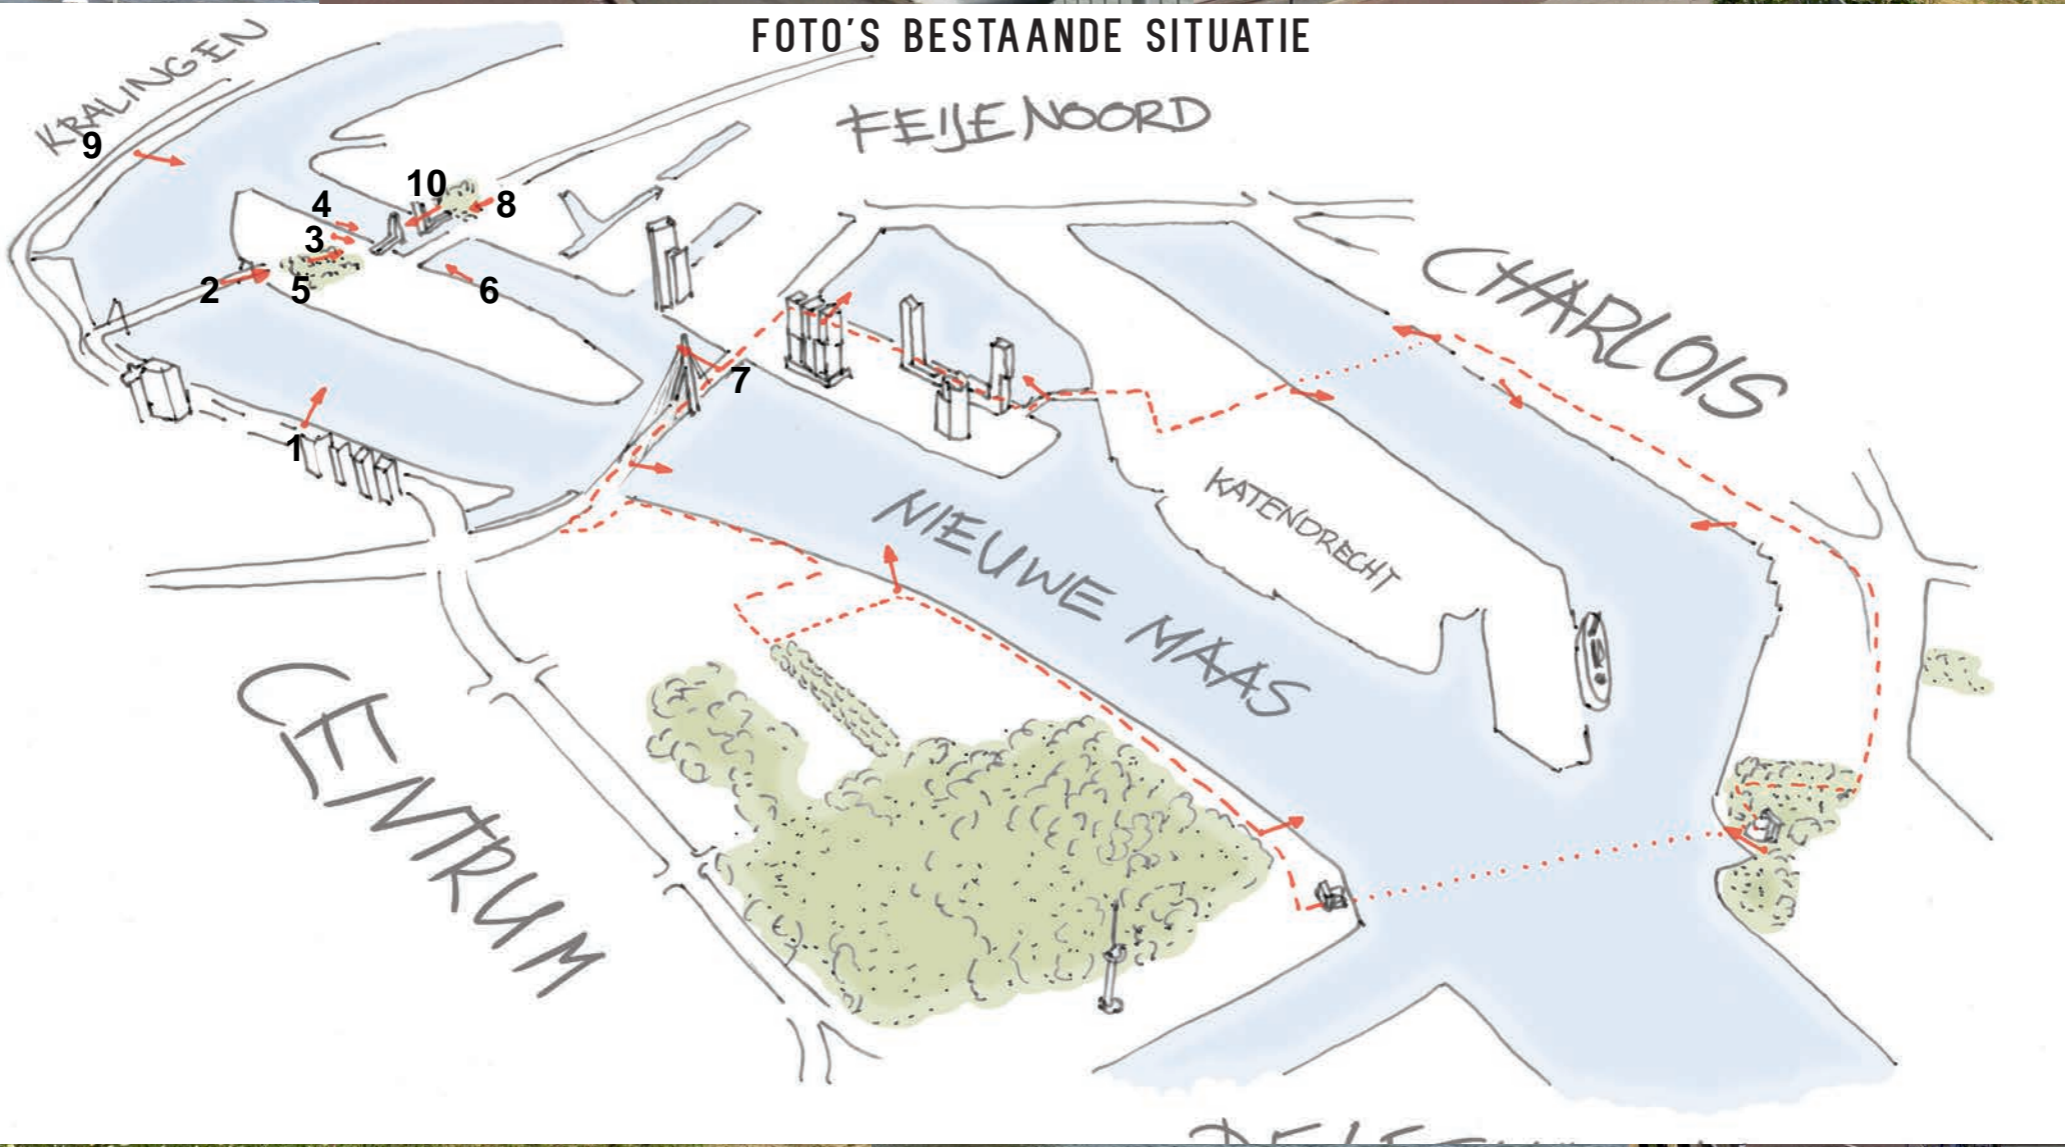 FOTO'S BESTAANDE SITUATIE
KRALINGEN
FEIJENOORD
9
10
8
4
3
2
5
6
CHARLOIS
7
1
KATENDRECHT
NIEUWE MAAS
CENTRUM